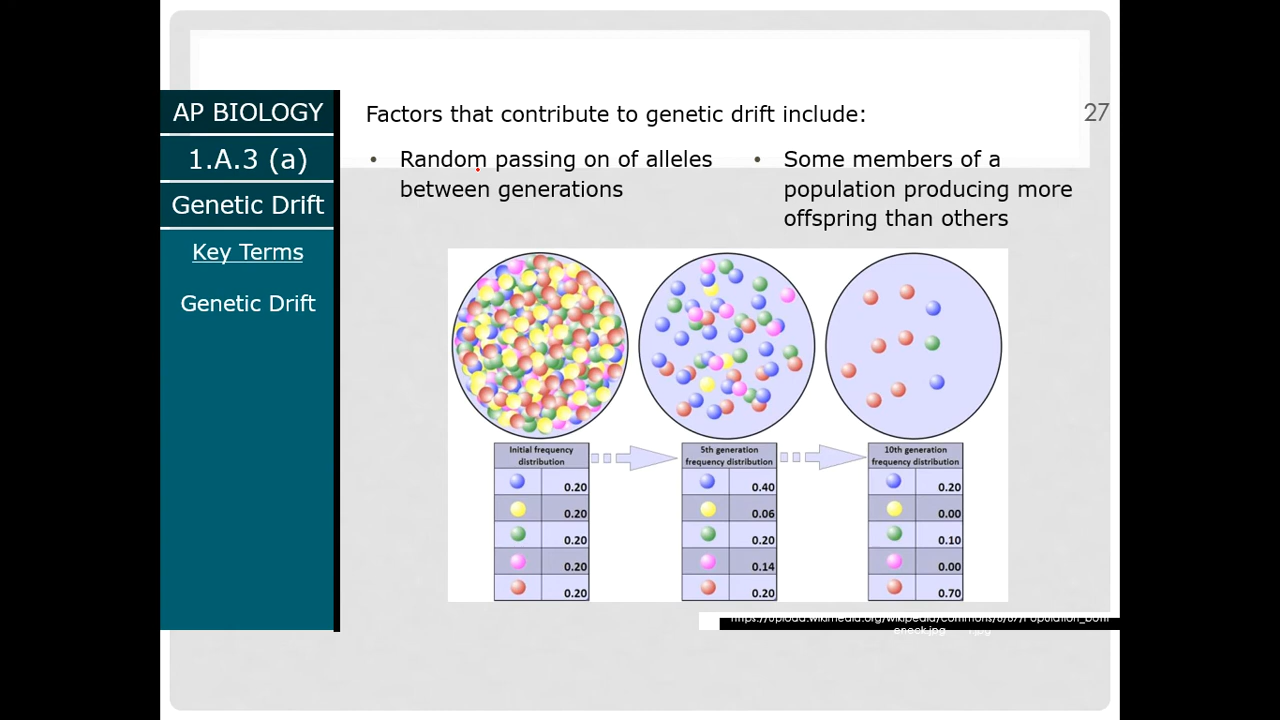 AP BIOLOGY
1.A.3 (a)
Genetic Drift
Key Terms
Genetic Drift
Factors that contribute to genetic drift include:
27
• Random passing on of alleles
between generations
• Some members of a
population producing more
offspring than others
Initial frequency
distribution
0.20
0.20
0.20
0.20
0.20
5th generation
frequency distribution
0.40
0.06
0.20
0.14
0.20
10th generation
frequency distribution
0.20
0.00
0.10
0.00
0.70
eneck.jpg